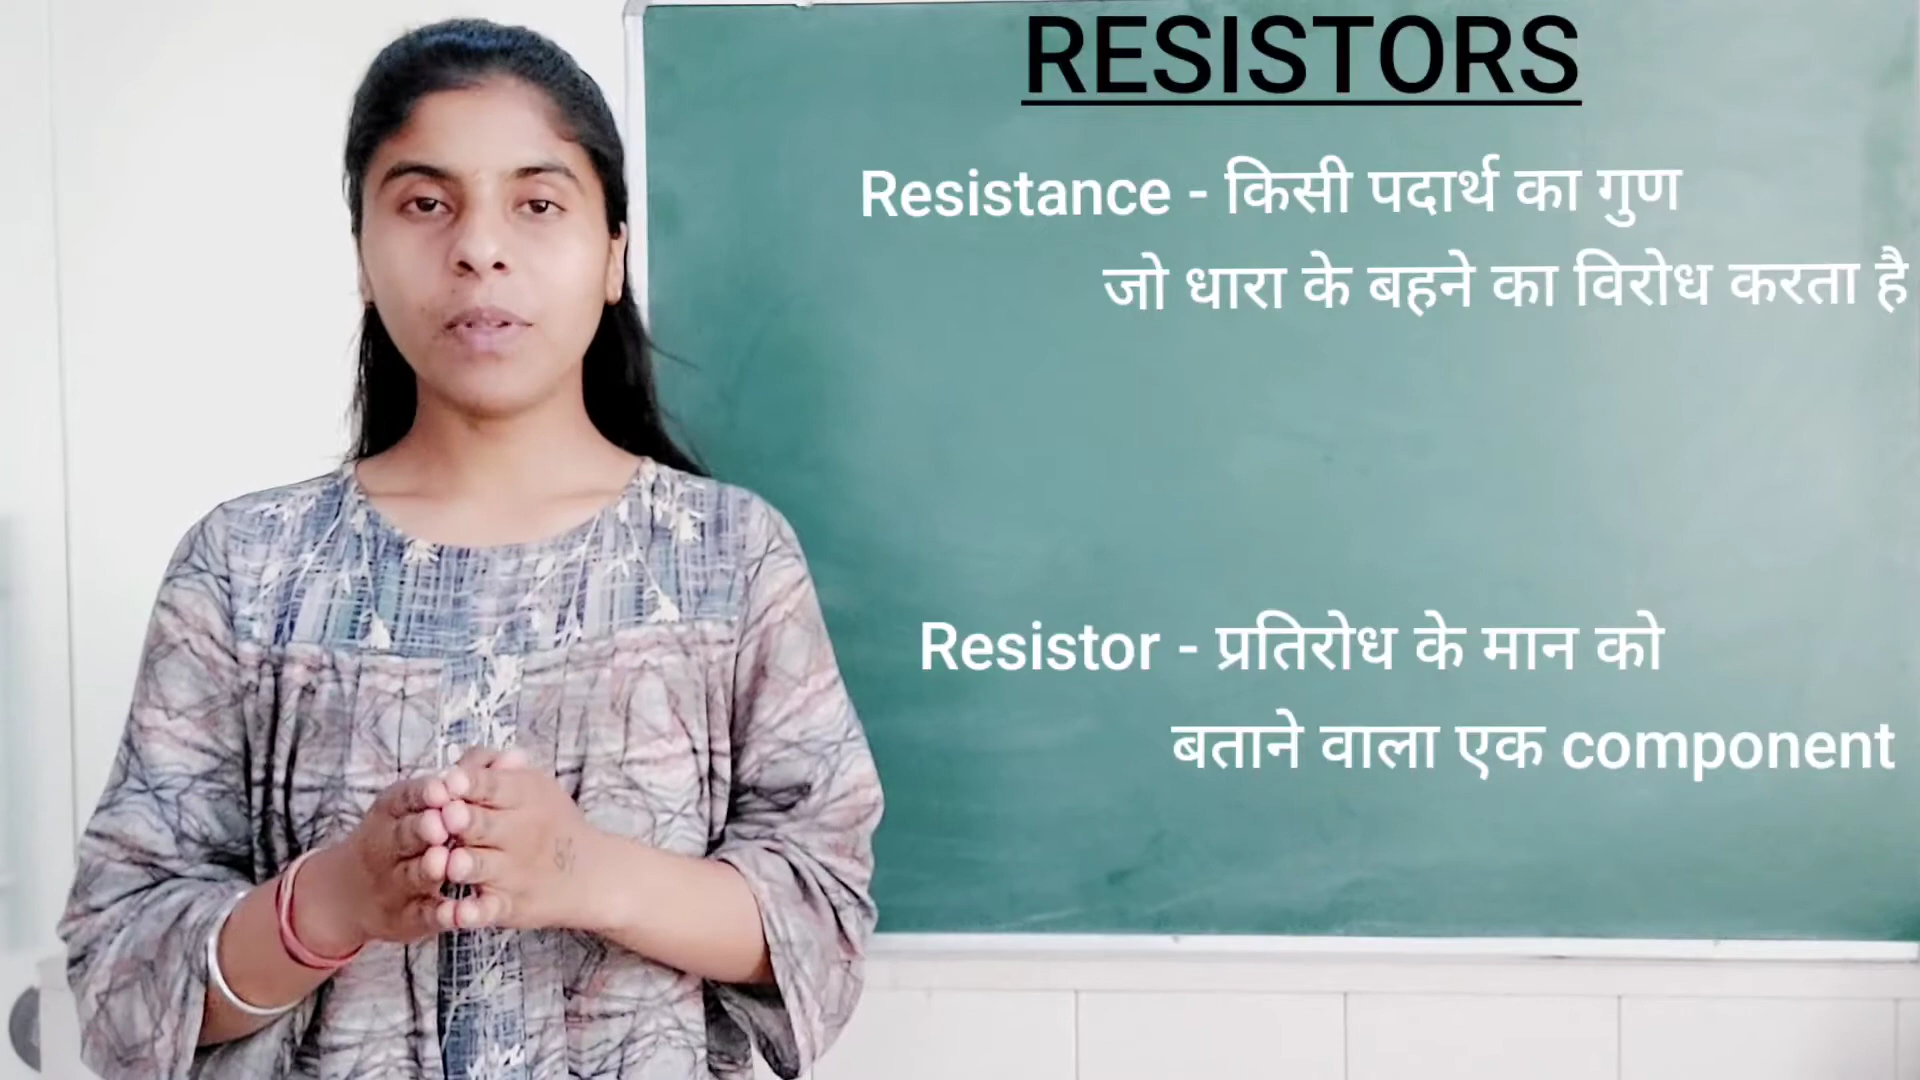 RESISTORS
Resistance - किसी पदार्थ का गुण
जो धारा के बहने का विरोध करता है
Resistor - प्रतिरोध के मान को
बताने वाला एक component